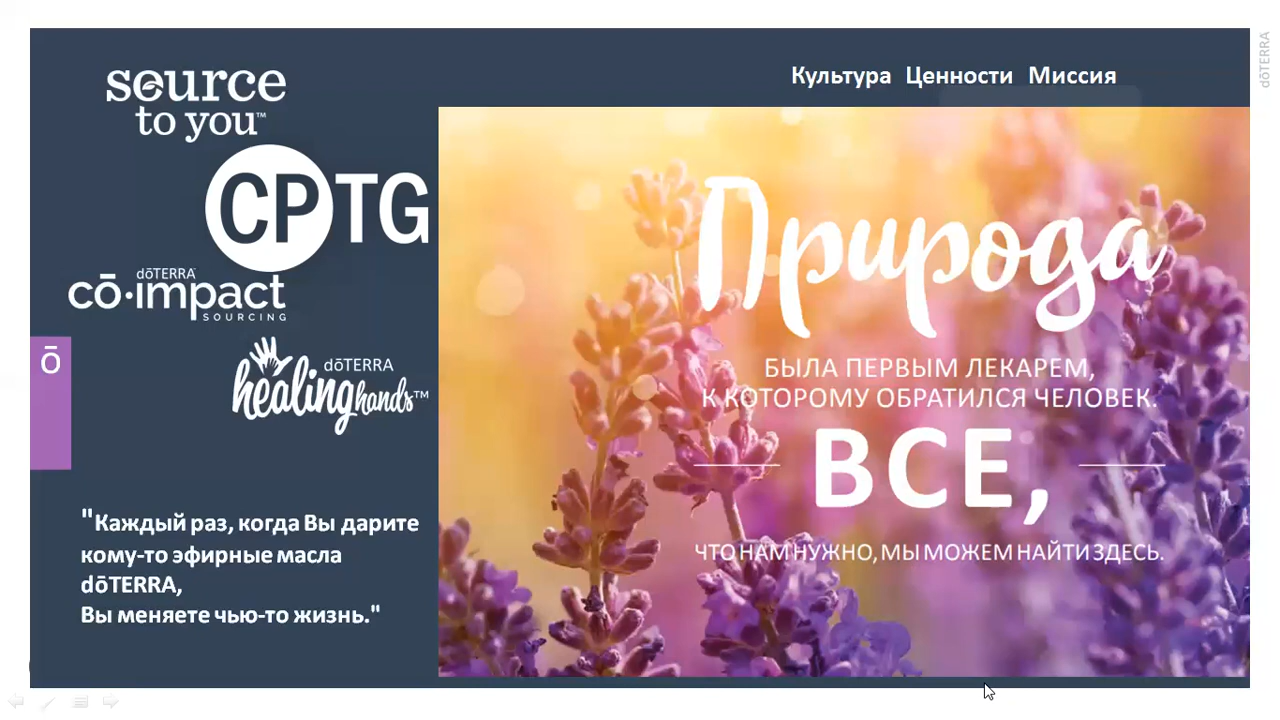 source
to you™
CPTG
dōTERRA
cō·impact
SOURCING
ō
dōTERRA
healing hands™
"Каждый раз, когда Вы дарите
кому-то эфирные масла
dōTERRA,
Вы меняете чью-то жизнь."
Культура Ценности Миссия
Природа
БЫЛА ПЕРВЫМ ЛЕКАРЕМ,
К КОТОРОМУ ОБРАТИЛСЯ ЧЕЛОВЕК.
ВСЕ,
ЧТО НАМ НУЖНО, МЫ МОЖЕМ НАЙТИ ЗДЕСЬ.
dōTERRA